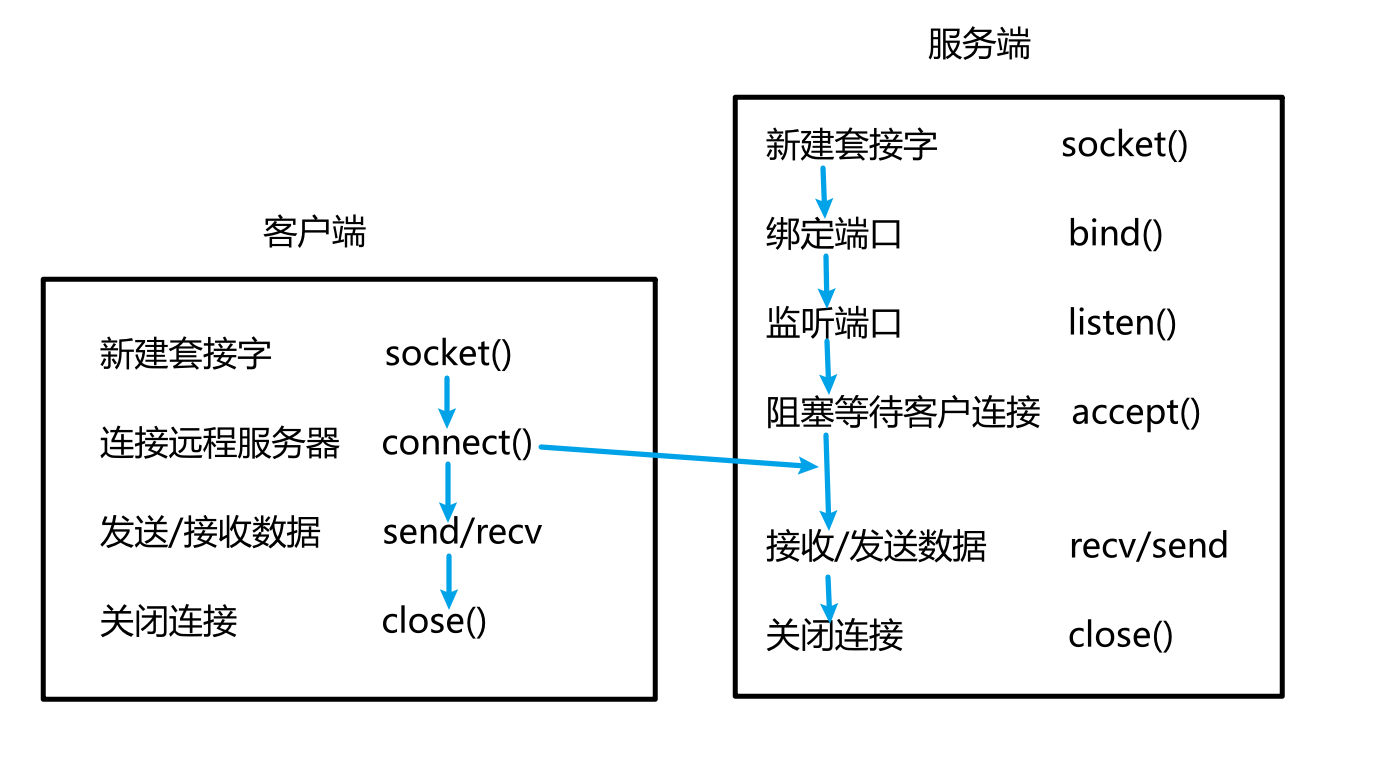 服务端
新建套接字 socket()
绑定端口 bind()
监听端口 listen()
阻塞等待客户连接 accept()
接收/发送数据 recv/send
关闭连接 close()
客户端
新建套接字 socket()
连接远程服务器 connect()
发送/接收数据 send/recv
关闭连接 close()